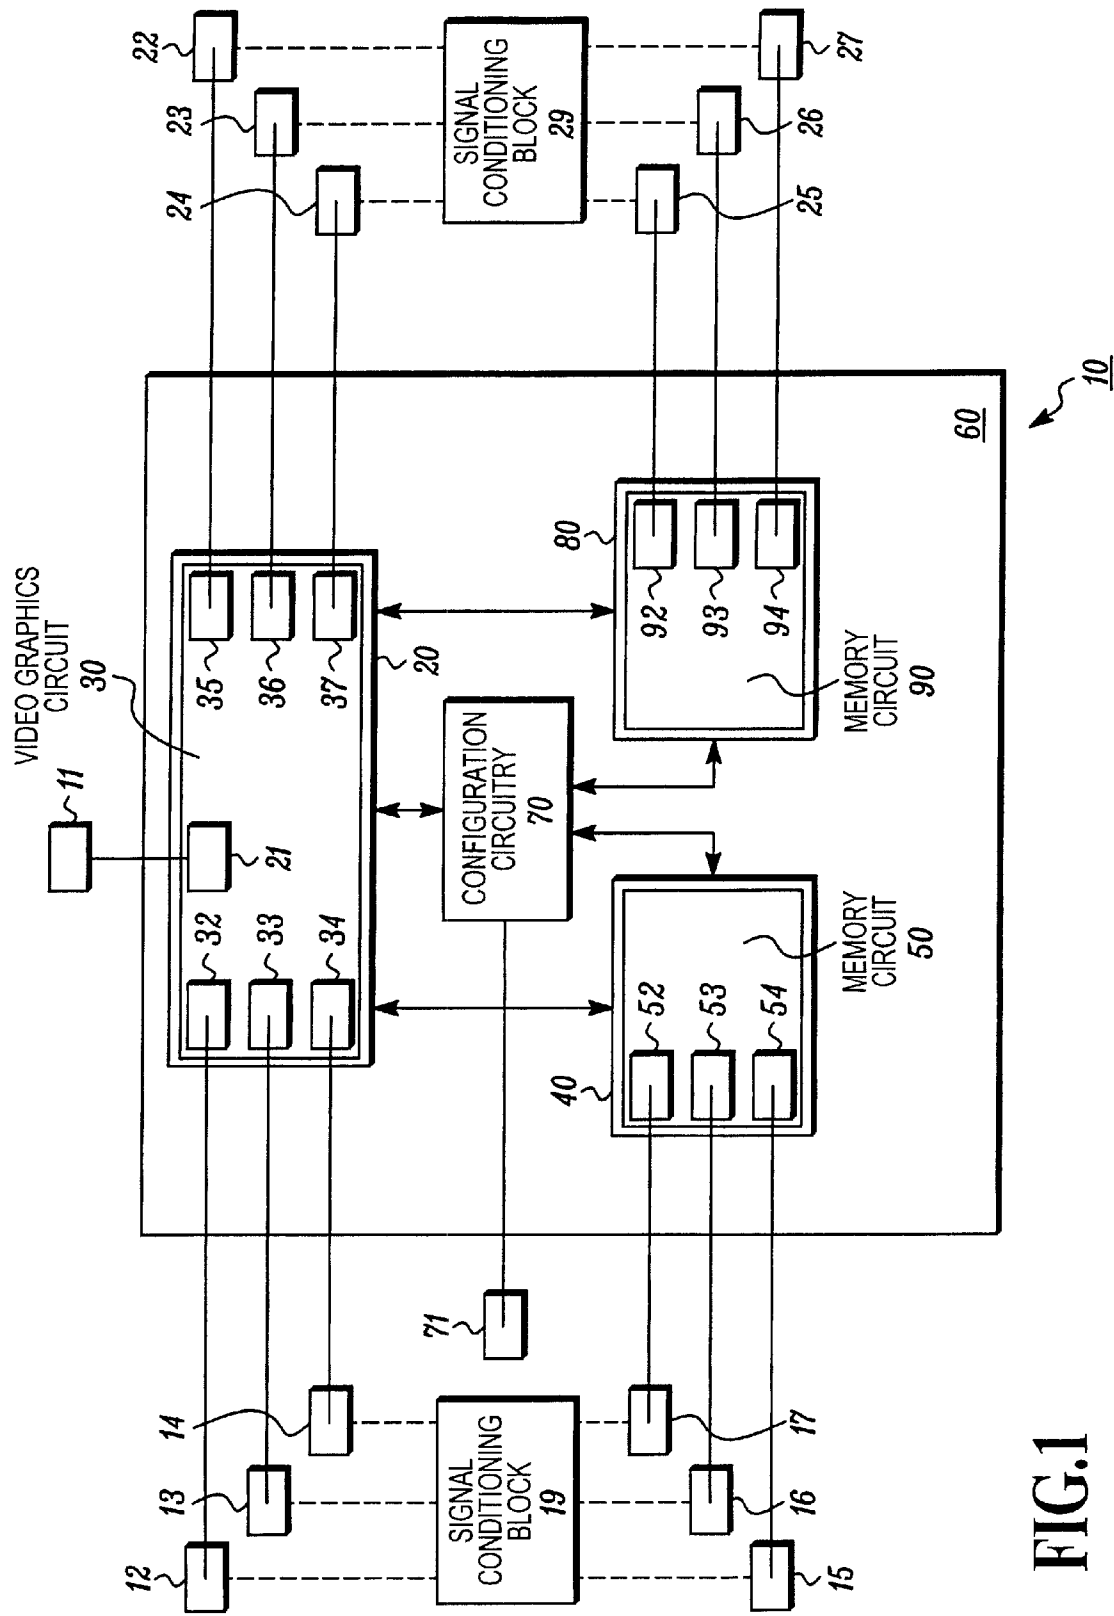 VIDEO GRAPHICS
CIRCUIT
30
11
12
13
14
32
33
34
21
35
36
37
20
22
23
24
SIGNAL
CONDITIONING
BLOCK
19
71
CONFIGURATION
CIRCUITRY
70
SIGNAL
CONDITIONING
BLOCK
29
40
52
53
54
MEMORY
CIRCUIT
50
80
92
93
94
MEMORY
CIRCUIT
90
15
16
17
25
26
27
60
10
FIG.1